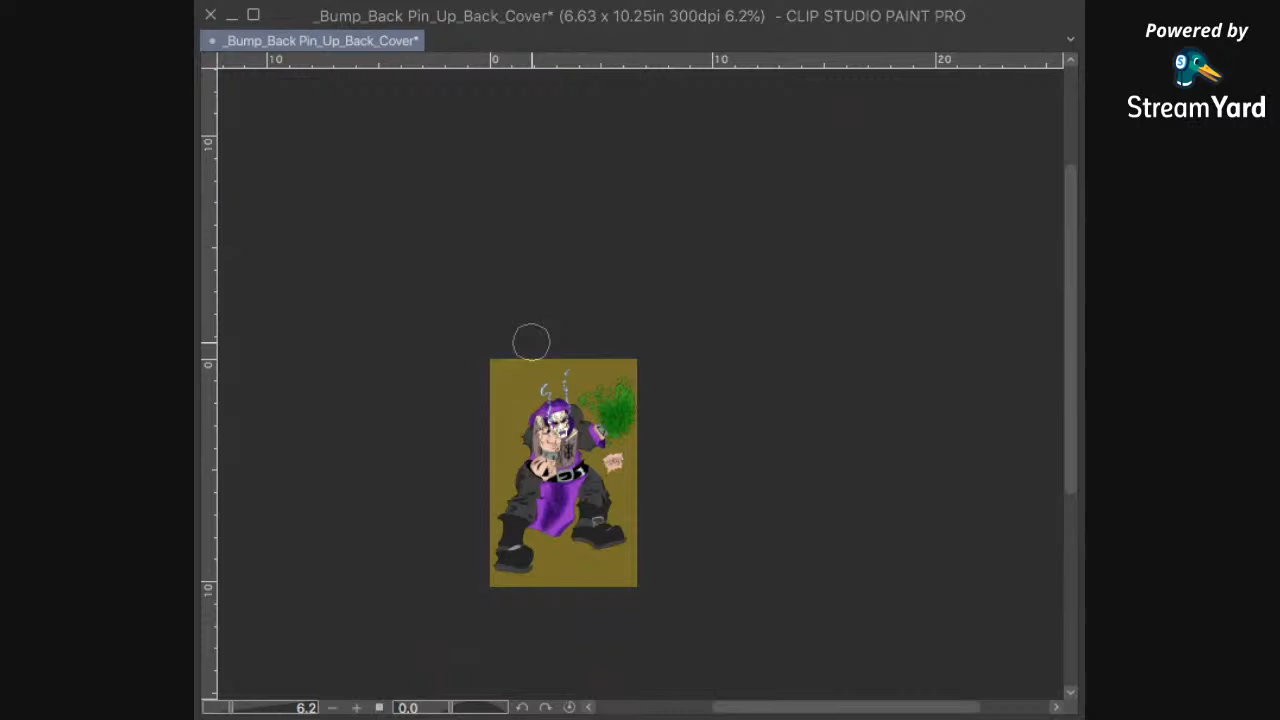 _Bump_Back Pin_Up_Back_Cover* (6.63 x 10.25in 300dpi 6.2%) - CLIP STUDIO PAINT PRO
_Bump_Back Pin_Up_Back_Cover*
Powered by
StreamYard
10 0 10 20
10
0
10
6.2 0.0